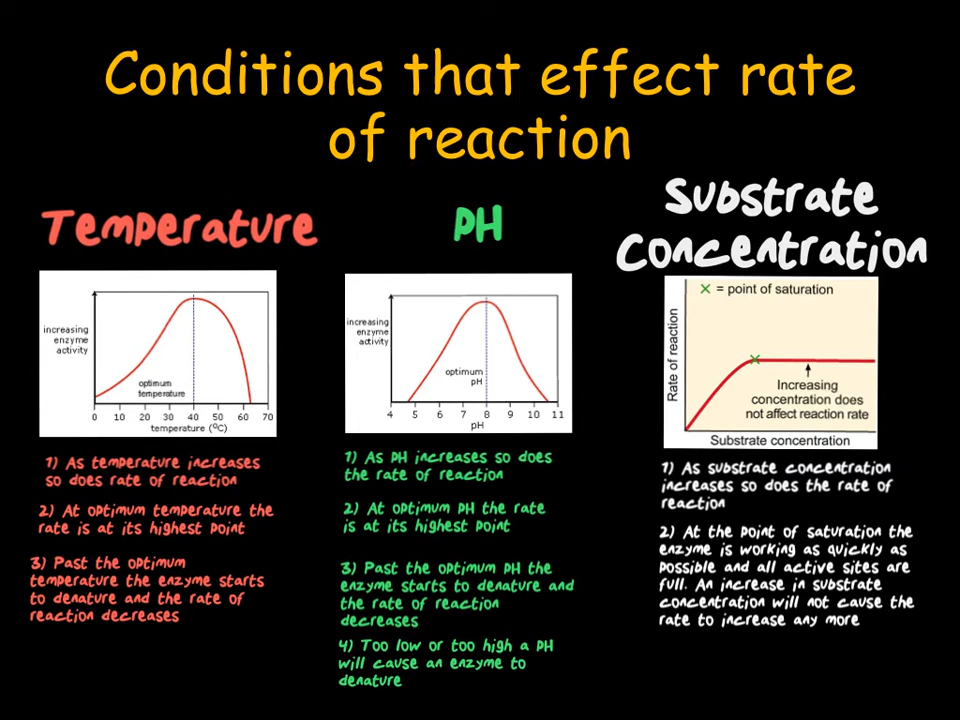 Conditions that effect rate
of reaction
Temperature
increasing
enzyme
activity
optimum
temperature
0 10 20 30 40 50 60 70
temperature (ºC)
1) As temperature increases
so does rate of reaction
2) At optimum temperature the
rate is at its highest point
3) Past the optimum
temperature the enzyme starts
to denature and the rate of
reaction decreases
pH
increasing
enzyme
activity
optimum
pH
4 5 6 7 8 9 10 11
pH
1) As pH increases so does
the rate of reaction
2) At optimum pH the rate
is at its highest point
3) Past the optimum pH the
enzyme starts to denature and
the rate of reaction
decreases
4) Too low or too high a pH
will cause an enzyme to
denature
Substrate
Concentration
× = point of saturation
Rate of reaction
Increasing
concentration does
not affect reaction rate
Substrate concentration
1) As substrate concentration
increases so does the rate of
reaction
2) At the point of saturation the
enzyme is working as quickly as
possible and all active sites are
full. An increase in substrate
concentration will not cause the
rate to increase any more